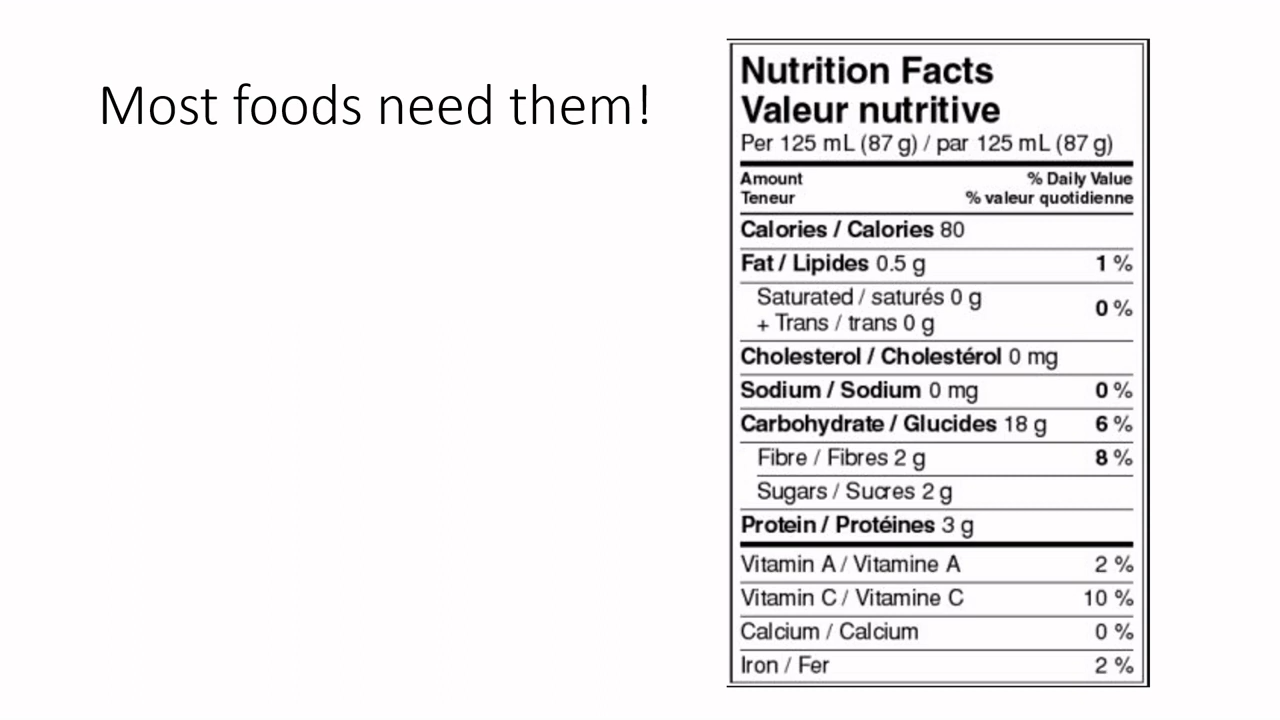 Most foods need them!
Nutrition Facts
Valeur nutritive
Per 125 mL (87 g) / par 125 mL (87 g)
Amount % Daily Value
Teneur % valeur quotidienne
Calories / Calories 80
Fat / Lipides 0.5 g 1 %
Saturated / saturés 0 g
+ Trans / trans 0 g 0 %
Cholesterol / Cholestérol 0 mg
Sodium / Sodium 0 mg 0 %
Carbohydrate / Glucides 18 g 6 %
Fibre / Fibres 2 g 8 %
Sugars / Sucres 2 g
Protein / Protéines 3 g
Vitamin A / Vitamine A 2 %
Vitamin C / Vitamine C 10 %
Calcium / Calcium 0 %
Iron / Fer 2 %